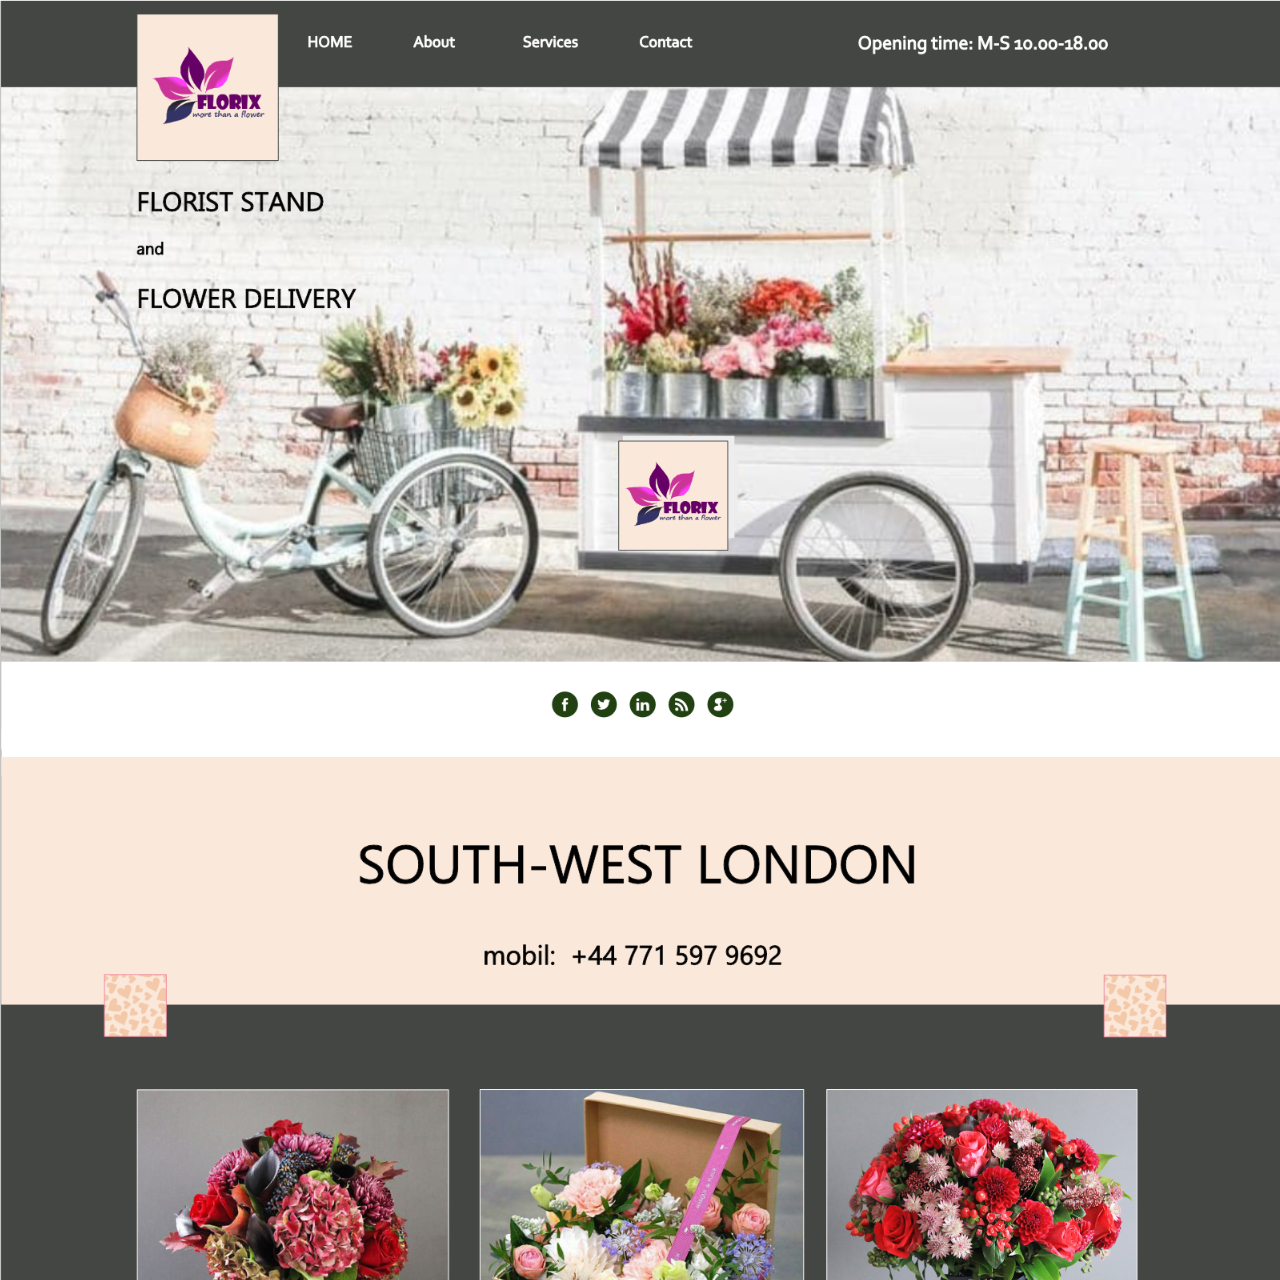 HOME About Services Contact Opening time: M-S 10.00-18.00
FLORIX
more than a flower
FLORIST STAND
and
FLOWER DELIVERY
FLORIX
more than a flower
SOUTH-WEST LONDON
mobil: +44 771 597 9692